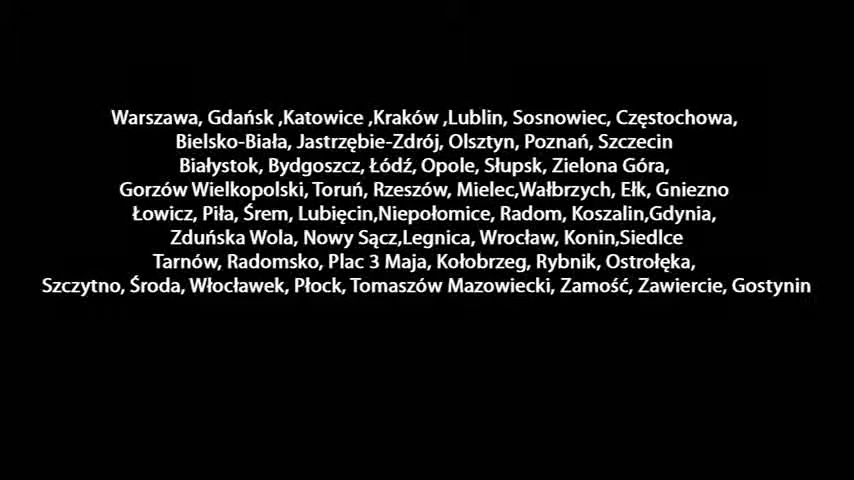 Warszawa, Gdańsk ,Katowice ,Kraków ,Lublin, Sosnowiec, Częstochowa,
Bielsko-Biała, Jastrzębie-Zdrój, Olsztyn, Poznań, Szczecin
Białystok, Bydgoszcz, Łódź, Opole, Słupsk, Zielona Góra,
Gorzów Wielkopolski, Toruń, Rzeszów, Mielec,Wałbrzych, Ełk, Gniezno
Łowicz, Piła, Śrem, Lubięcin,Niepołomice, Radom, Koszalin,Gdynia,
Zduńska Wola, Nowy Sącz,Legnica, Wrocław, Konin,Siedlce
Tarnów, Radomsko, Plac 3 Maja, Kołobrzeg, Rybnik, Ostrołęka,
Szczytno, Środa, Włocławek, Płock, Tomaszów Mazowiecki, Zamość, Zawiercie, Gostynin